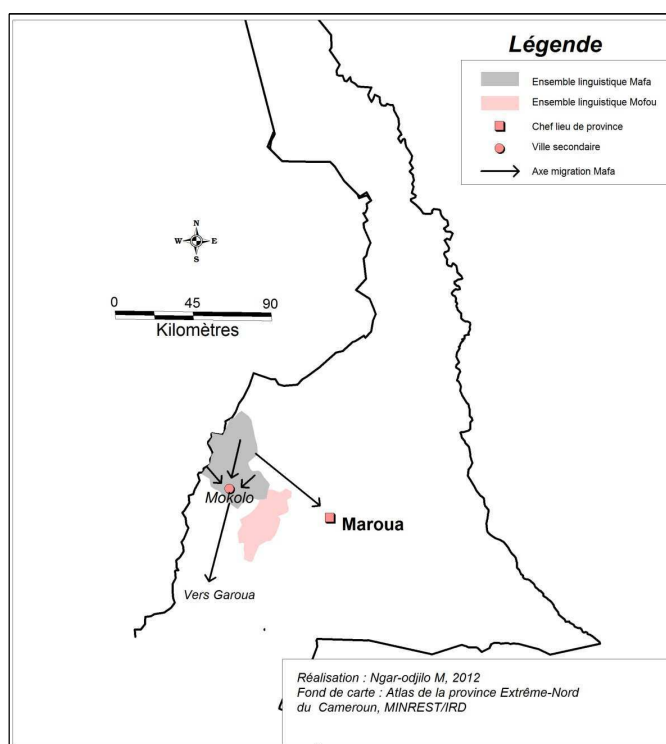 Légende
Ensemble linguistique Mafa
Ensemble linguistique Mofou
Chef lieu de province
Ville secondaire
Axe migration Mafa
N
W E
S
0 45 90
Kilomètres
Mokolo
Maroua
Vers Garoua
Réalisation : Ngar-odjilo M, 2012
Fond de carte : Atlas de la province Extrême-Nord
du Cameroun, MINREST/IRD